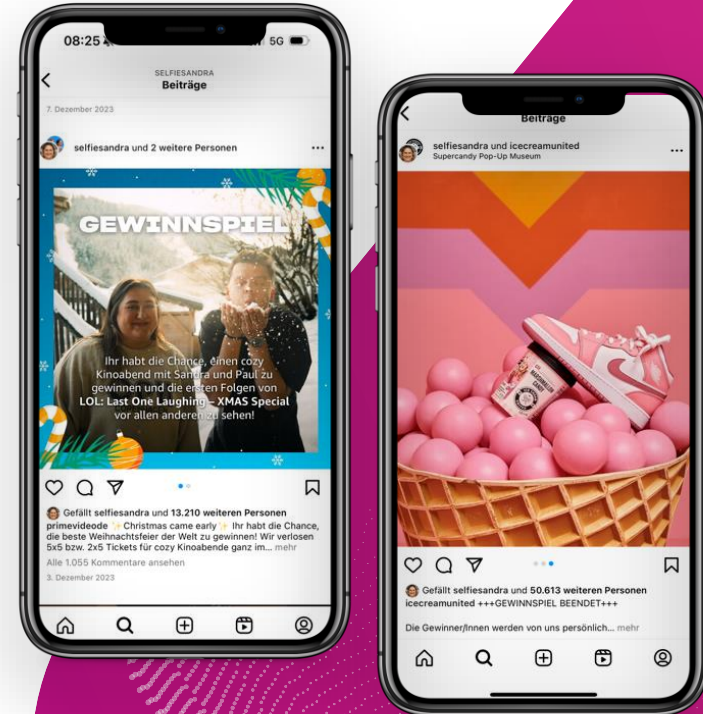 08:25
5G
SELFIESANDRA
Beiträge
7. Dezember 2023
selfiesandra und 2 weitere Personen
GEWINNSPIEL
Ihr habt die Chance, einen cozy
Kinoabend mit Sandra und Paul zu
gewinnen und die ersten Folgen von
LOL: Last One Laughing – XMAS Special
vor allen anderen zu sehen!
Gefällt selfiesandra und 13.210 weiteren Personen
primevideode ✨Christmas came early✨ Ihr habt die Chance,
die beste Weihnachtsfeier der Welt zu gewinnen! Wir verlosen
5x5 bzw. 2x5 Tickets für cozy Kinoabende ganz im... mehr
Alle 1.055 Kommentare ansehen
3. Dezember 2023
Beiträge
selfiesandra und icecreamunited
Supercandy Pop-Up Museum
MARSHMALLOW
CANDY
Gefällt selfiesandra und 50.613 weiteren Personen
icecreamunited +++GEWINNSPIEL BEENDET+++
Die Gewinner/innen werden von uns persönlich... mehr